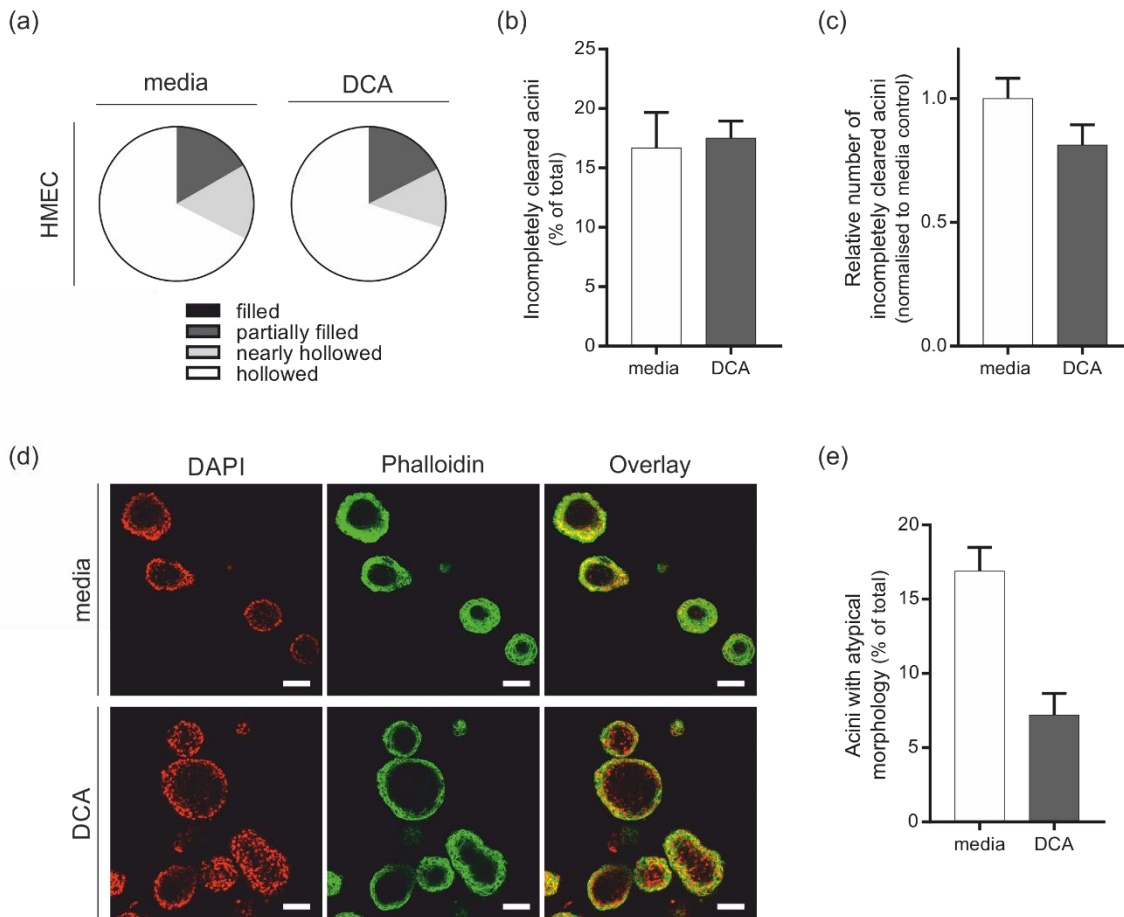 (a)
media
DCA
HMEC
filled
partially filled
nearly hollowed
hollowed
(b)
Incompletely cleared acini
(% of total)
25
20
15
10
5
0
media
DCA
(c)
Relative number of
incompletely cleared acini
(normalised to media control)
1.0
0.5
0.0
media
DCA
(d)
DAPI
Phalloidin
Overlay
media
DCA
(e)
Acini with atypical
morphology (% of total)
20
15
10
5
0
media
DCA